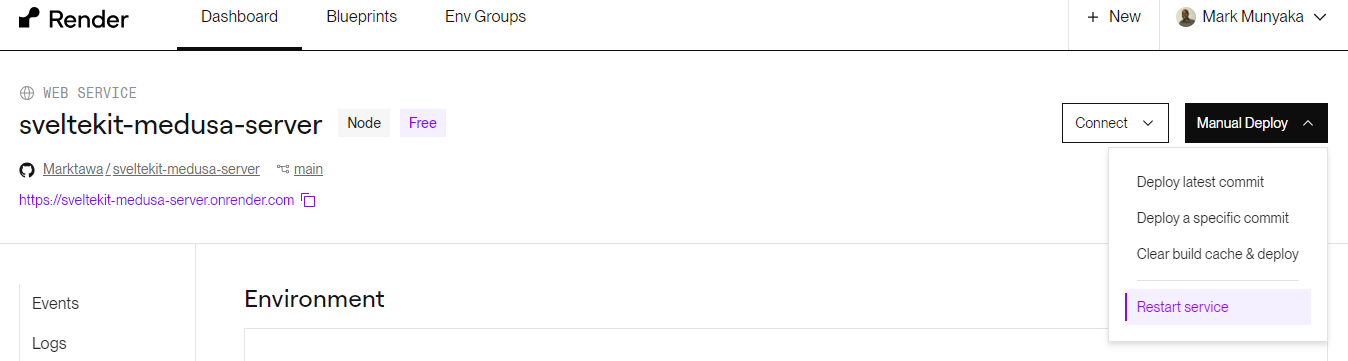 Render Dashboard Blueprints Env Groups + New Mark Munyaka
WEB SERVICE
sveltekit-medusa-server Node Free
Connect Manual Deploy
Marktawa / sveltekit-medusa-server main
https://sveltekit-medusa-server.onrender.com
Deploy latest commit
Deploy a specific commit
Clear build cache & deploy
Restart service
Events
Logs
Environment